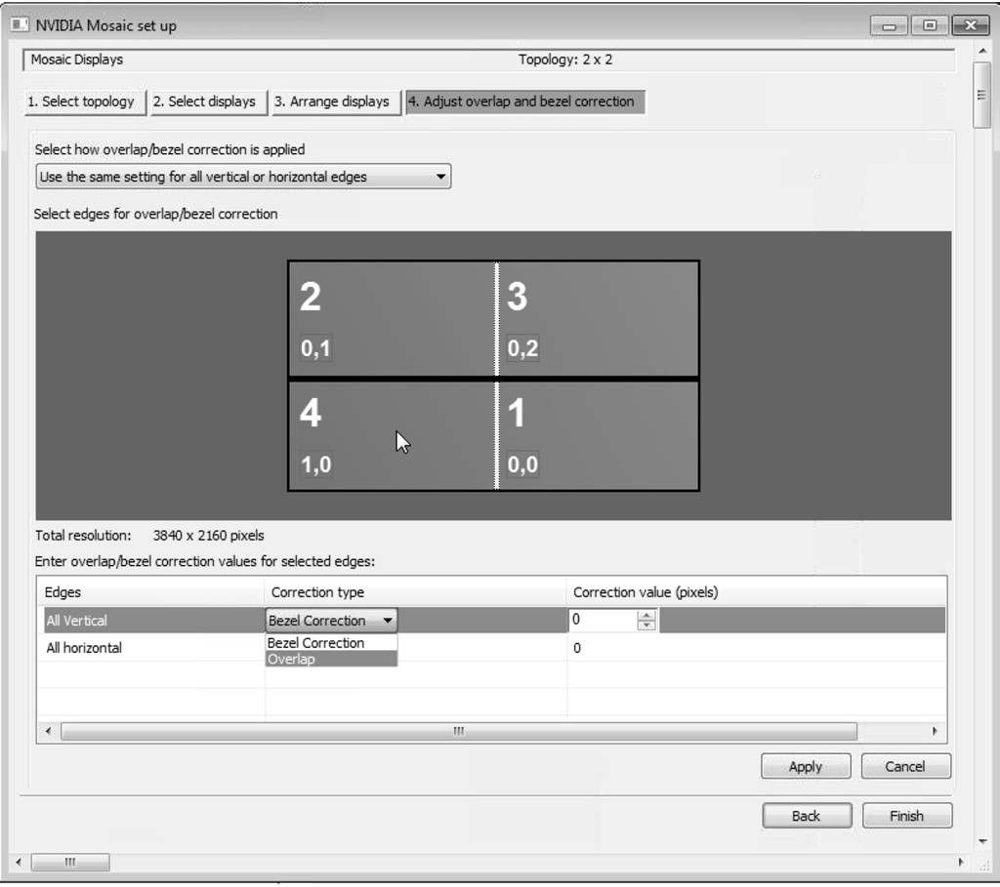 NVIDIA Mosaic set up
Mosaic Displays Topology: 2 x 2
1. Select topology 2. Select displays 3. Arrange displays 4. Adjust overlap and bezel correction
Select how overlap/bezel correction is applied
Use the same setting for all vertical or horizontal edges
Select edges for overlap/bezel correction
2 3
0,1 0,2
4 1
1,0 0,0
Total resolution: 3840 x 2160 pixels
Enter overlap/bezel correction values for selected edges:
Edges Correction type Correction value (pixels)
All Vertical Bezel Correction 0
Bezel Correction
All horizontal 0
Overlap
Apply Cancel
Back Finish